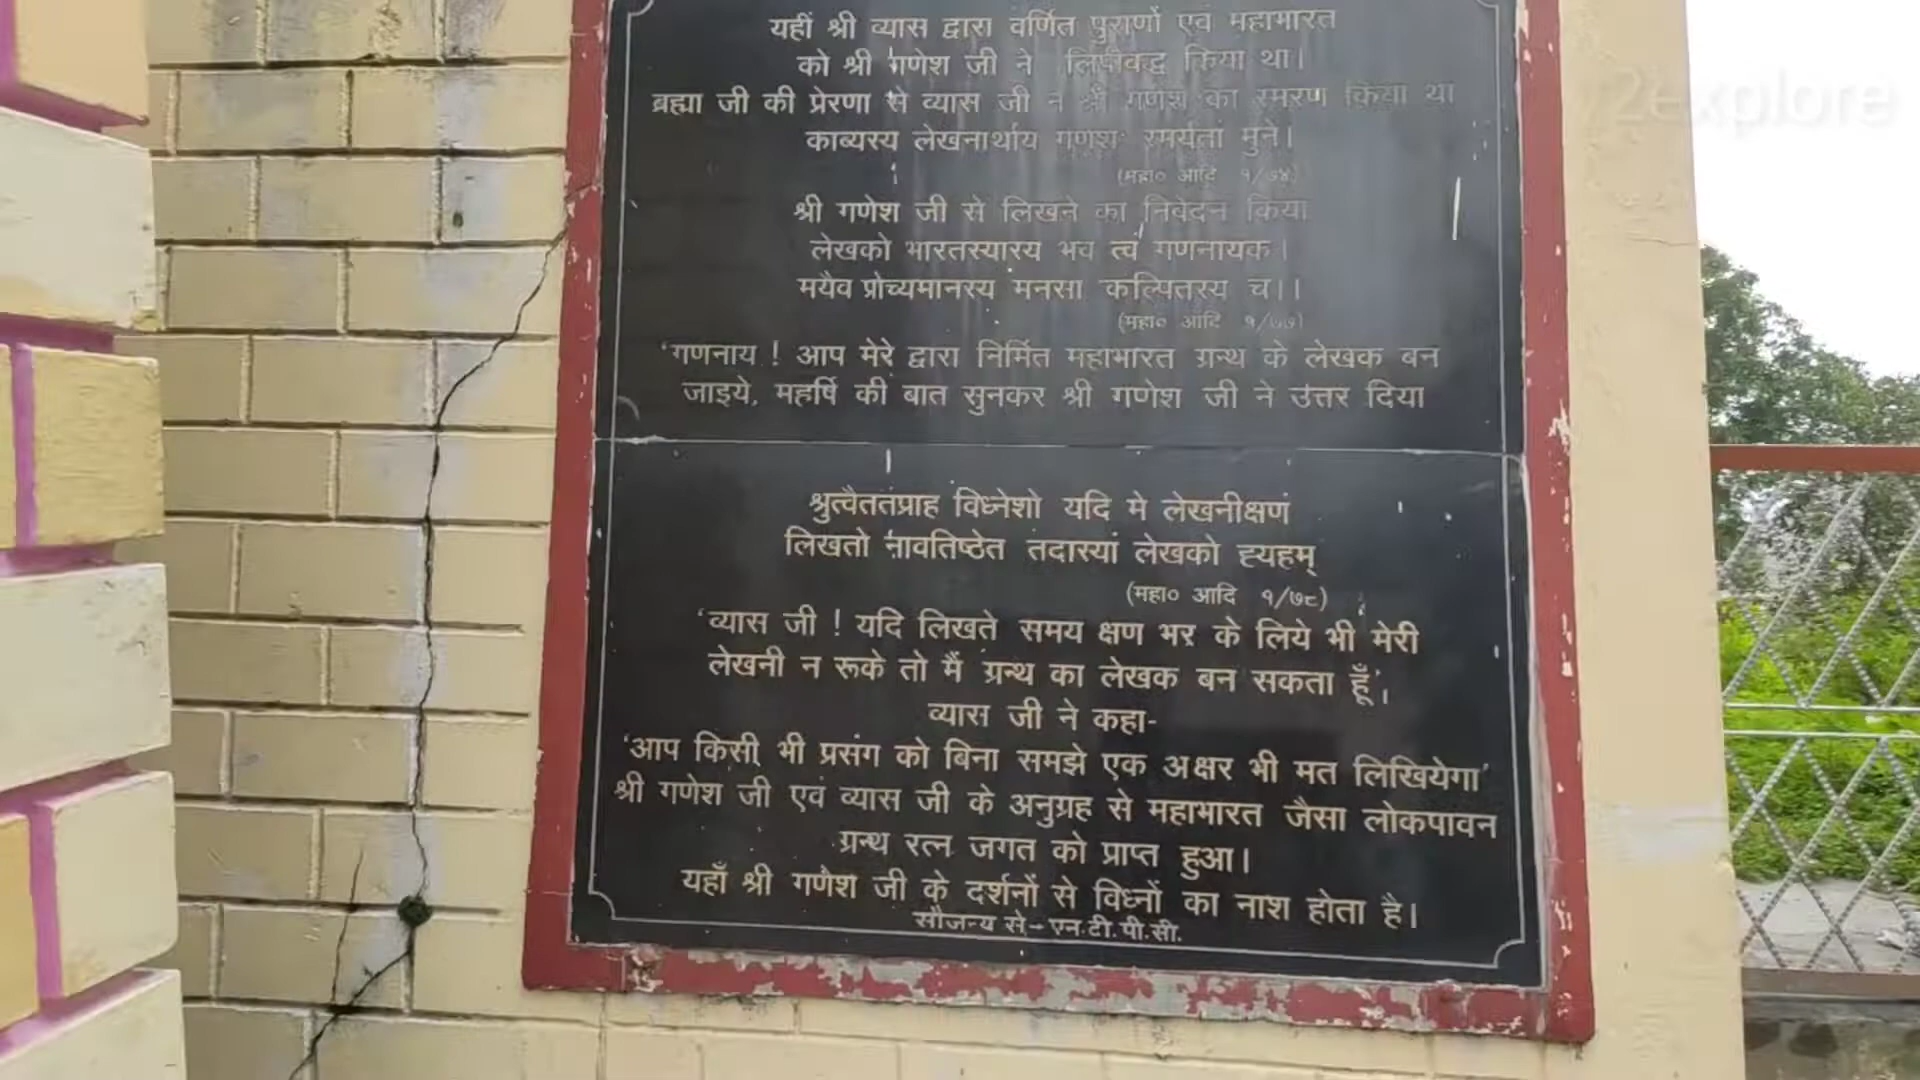 यहीं श्री व्यास द्वारा वर्णित पुराणों एवं महाभारत
को श्री गणेश जी ने लिपीबद्ध किया था।
ब्रह्मा जी की प्रेरणा से व्यास जी ने श्री गणेश का स्मरण किया था
काव्यस्य लेखनार्थाय गणेशः स्मर्यतां मुने।
(महा० आदि १/७४)
श्री गणेश जी से लिखने का निवेदन किया
लेखको भारतस्यास्य भव त्वं गणनायक।
मयैव प्रोच्यमानस्य मनसा कल्पितस्य च।।
(महा० आदि १/७७)
'गणनाय ! आप मेरे द्वारा निर्मित महाभारत ग्रन्थ के लेखक बन
जाइये, महर्षि की बात सुनकर श्री गणेश जी ने उत्तर दिया
श्रुत्वैततंप्राह विध्नेशो यदि मे लेखनीक्षणं
लिखतो नावतिष्ठेत तदास्यां लेखको ह्यहम्
(महा० आदि १/७८)
'व्यास जी ! यदि लिखते समय क्षण भर के लिये भी मेरी
लेखनी न रूके तो मैं ग्रन्थ का लेखक बन सकता हूँ',
व्यास जी ने कहा-
'आप किसी भी प्रसंग को बिना समझे एक अक्षर भी मत लिखियेगा'
श्री गणेश जी एवं व्यास जी के अनुग्रह से महाभारत जैसा लोकपावन
ग्रन्थ रत्न जगत को प्राप्त हुआ।
यहाँ श्री गणेश जी के दर्शनों से विध्नों का नाश होता है।
सौजन्य से- एन.टी.पी.सी.
2explore